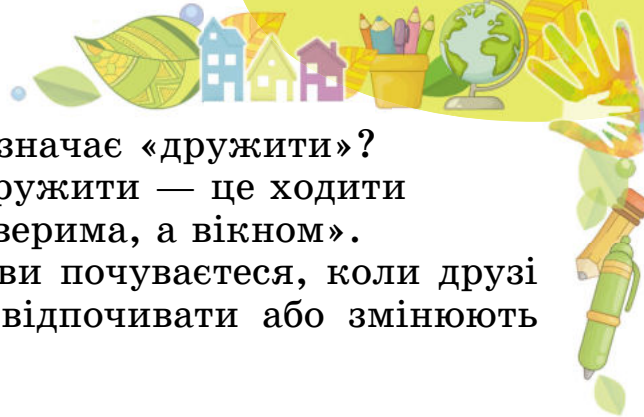 значає «дружити»?
ружити — це ходити
верима, а вікном».
ви почуваєтеся, коли друзі
відпочивати або змінюють